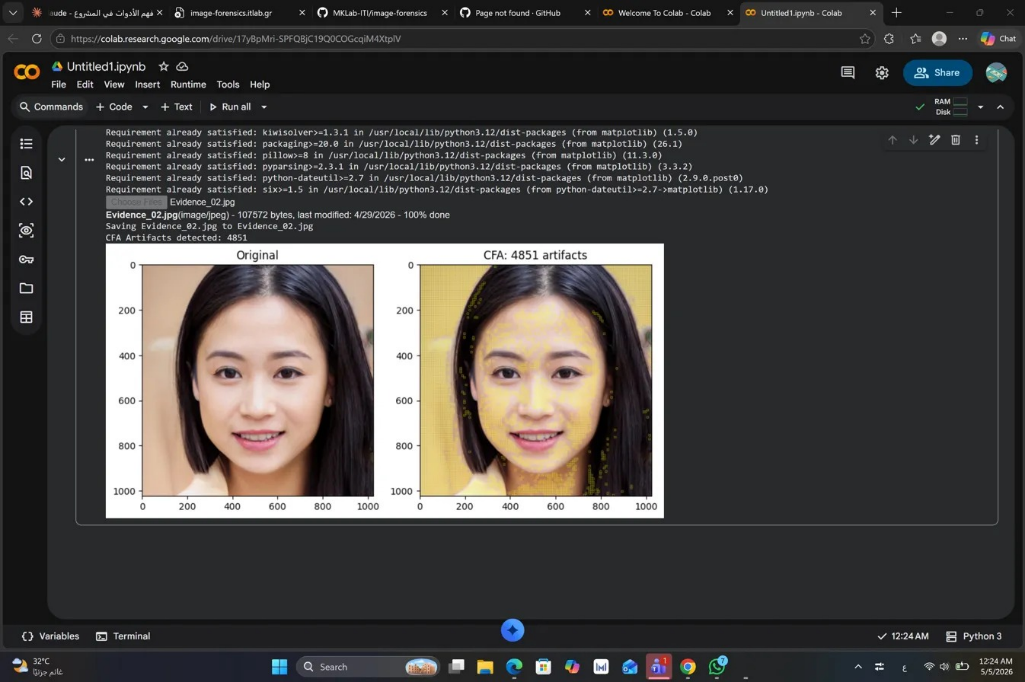 فهم الأدوات في المشروع - aude
image-forensics.itlab.gr
MKLab-ITI/image-forensics
Page not found · GitHub
Welcome To Colab - Colab
Untitled1.ipynb - Colab
https://colab.research.google.com/drive/17yBpMri-SPFQBjC19Q0COGcqiM4XtpIV
Chat
CO
Untitled1.ipynb
Share
File Edit View Insert Runtime Tools Help
Commands + Code + Text Run all
RAM
Disk
Requirement already satisfied: kiwisolver>=1.3.1 in /usr/local/lib/python3.12/dist-packages (from matplotlib) (1.5.0)
Requirement already satisfied: packaging>=20.0 in /usr/local/lib/python3.12/dist-packages (from matplotlib) (26.1)
Requirement already satisfied: pillow>=8 in /usr/local/lib/python3.12/dist-packages (from matplotlib) (11.3.0)
Requirement already satisfied: pyparsing>=2.3.1 in /usr/local/lib/python3.12/dist-packages (from matplotlib) (3.3.2)
Requirement already satisfied: python-dateutil>=2.7 in /usr/local/lib/python3.12/dist-packages (from matplotlib) (2.9.0.post0)
Requirement already satisfied: six>=1.5 in /usr/local/lib/python3.12/dist-packages (from python-dateutil>=2.7->matplotlib) (1.17.0)
Choose Files Evidence_02.jpg
Evidence_02.jpg(image/jpeg) - 107572 bytes, last modified: 4/29/2026 - 100% done
Saving Evidence_02.jpg to Evidence_02.jpg
CFA Artifacts detected: 4851
Original
CFA: 4851 artifacts
0 0
200 200
400 400
600 600
800 800
1000 1000
0 200 400 600 800 1000 0 200 400 600 800 1000
{} Variables Terminal
12:24 AM Python 3
32°C
غائم جزئيًا
Search
1
7
ع
12:24 AM
5/5/2026